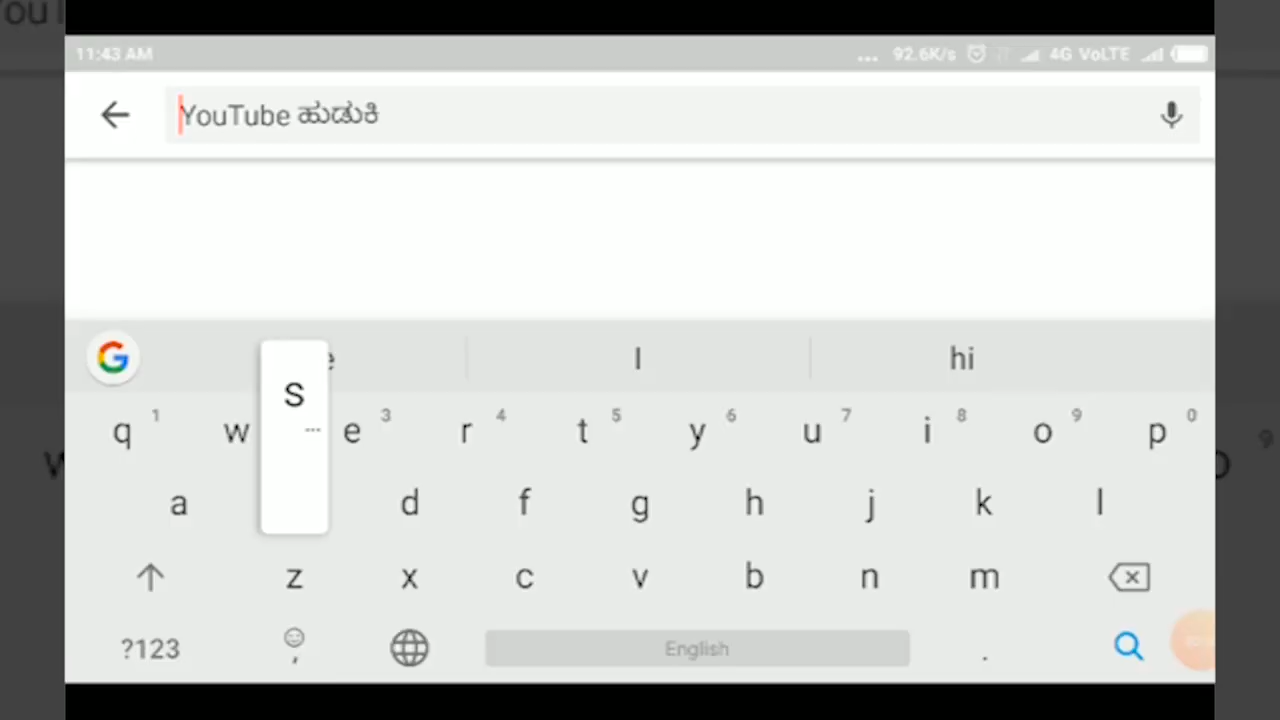 11:43 AM ... 92.6K/s 4G VoLTE
YouTube ಹುಡುಕಿ
I hi
S
q 1 w e 3 r 4 t 5 y 6 u 7 i 8 o 9 p 0
a d f g h j k l
z x c v b n m
?123 , English .